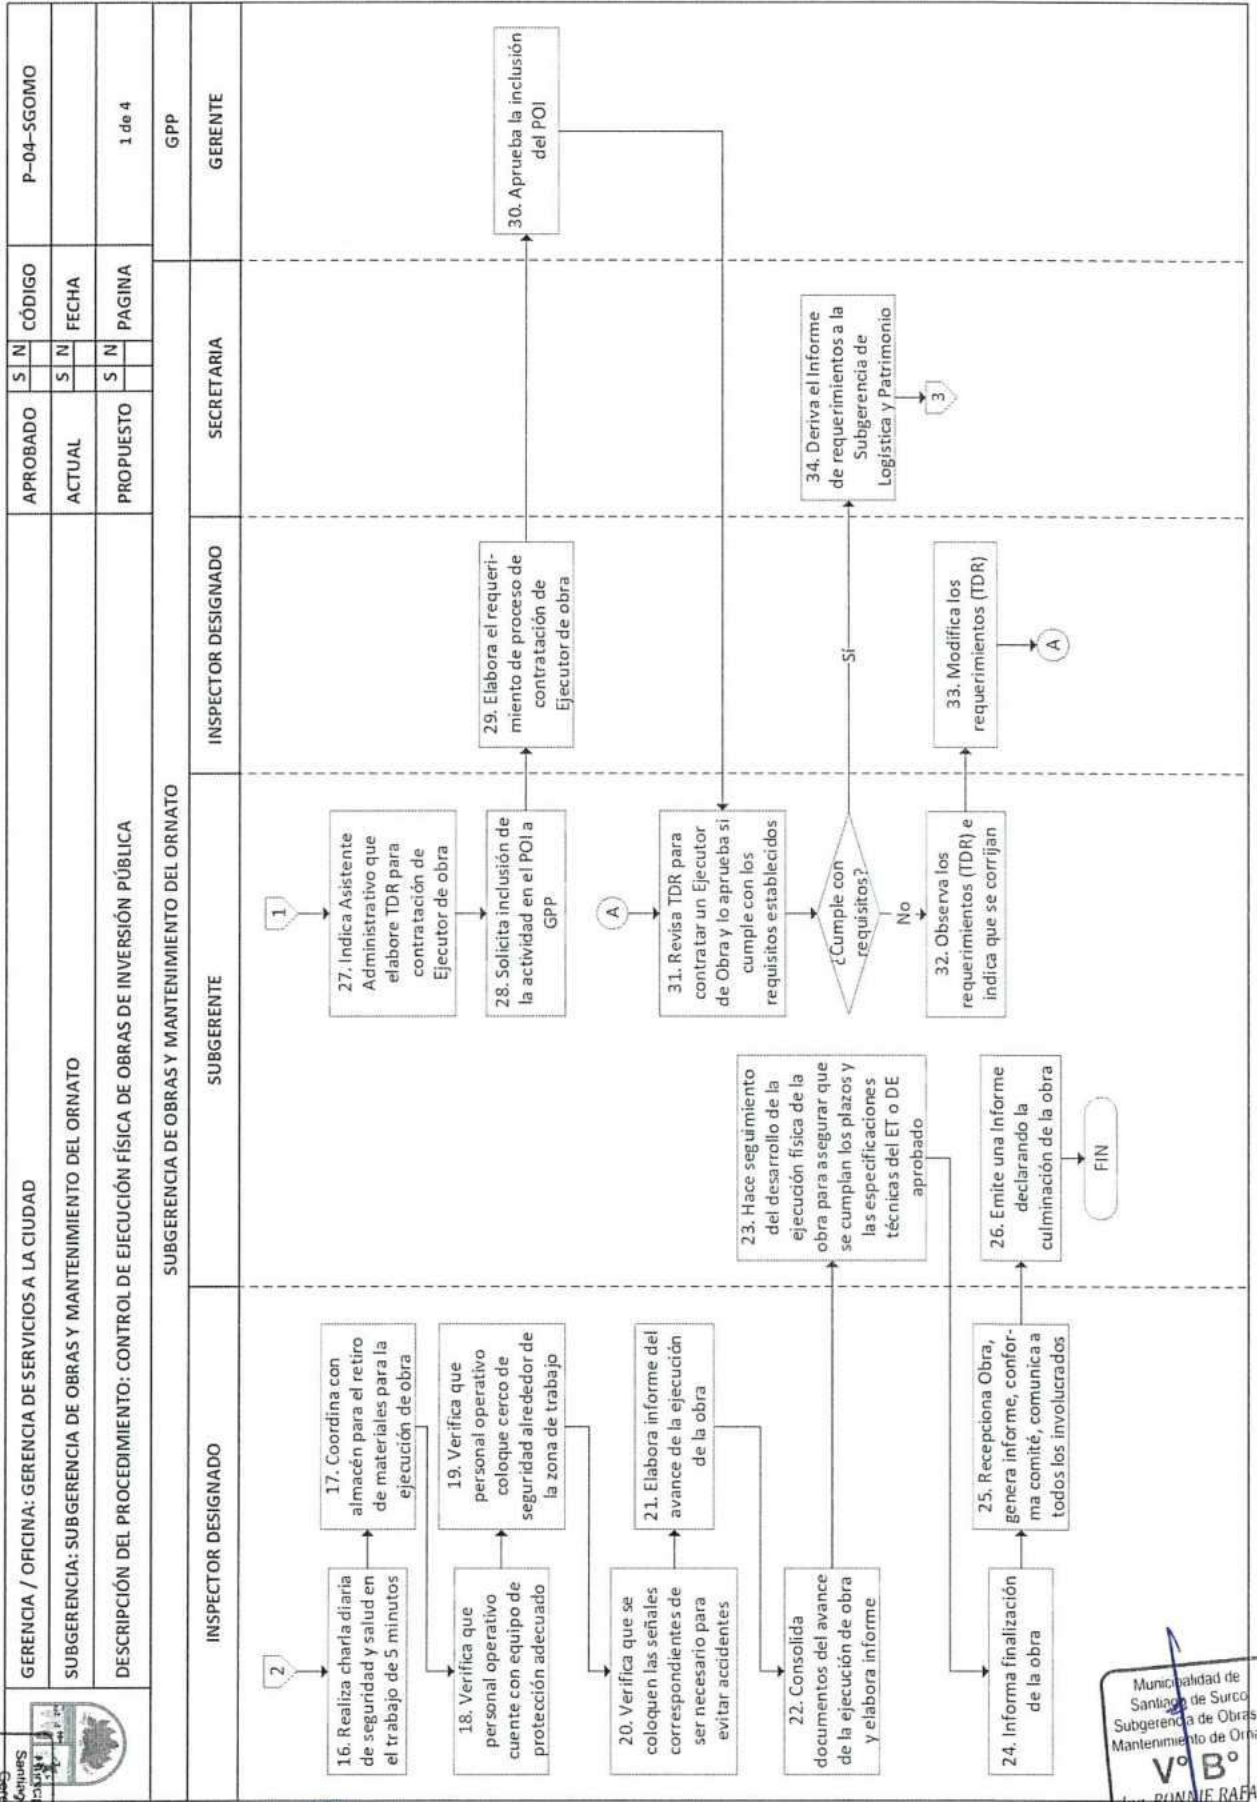 GERENCIA / OFICINA: GERENCIA DE SERVICIOS A LA CIUDAD
APROBADO
S N
CÓDIGO
P–04–SGOMO
SUBGERENCIA: SUBGERENCIA DE OBRAS Y MANTENIMIENTO DEL ORNATO
ACTUAL
S N
FECHA
DESCRIPCIÓN DEL PROCEDIMIENTO: CONTROL DE EJECUCIÓN FÍSICA DE OBRAS DE INVERSIÓN PÚBLICA
PROPUESTO
S N
PAGINA
1 de 4
SUBGERENCIA DE OBRAS Y MANTENIMIENTO DEL ORNATO
GPP
INSPECTOR DESIGNADO
SUBGERENTE
INSPECTOR DESIGNADO
SECRETARIA
GERENTE
2
16. Realiza charla diaria
de seguridad y salud en
el trabajo de 5 minutos
17. Coordina con
almacén para el retiro
de materiales para la
ejecución de obra
18. Verifica que
personal operativo
cuente con equipo de
protección adecuado
19. Verifica que
personal operativo
coloque cerco de
seguridad alrededor de
la zona de trabajo
20. Verifica que se
coloquen las señales
correspondientes de
ser necesario para
evitar accidentes
21. Elabora informe del
avance de la ejecución
de la obra
22. Consolida
documentos del avance
de la ejecución de obra
y elabora informe
23. Hace seguimiento
del desarrollo de la
ejecución física de la
obra para asegurar que
se cumplan los plazos y
las especificaciones
técnicas del ET o DE
aprobado
24. Informa finalización
de la obra
25. Recepciona Obra,
genera informe, confor-
ma comité, comunica a
todos los involucrados
26. Emite una Informe
declarando la
culminación de la obra
FIN
1
27. Indica Asistente
Administrativo que
elabore TDR para
contratación de
Ejecutor de obra
28. Solicita inclusión de
la actividad en el POI a
GPP
29. Elabora el requeri-
miento de proceso de
contratación de
Ejecutor de obra
30. Aprueba la inclusión
del POI
A
31. Revisa TDR para
contratar un Ejecutor
de Obra y lo aprueba si
cumple con los
requisitos establecidos
¿Cumple con
requisitos?
Sí
No
32. Observa los
requerimientos (TDR) e
indica que se corrijan
33. Modifica los
requerimientos (TDR)
A
34. Deriva el Informe
de requerimientos a la
Subgerencia de
Logística y Patrimonio
3
Municipalidad de
Santiago de Surco
Subgerencia de Obras
Mantenimiento de Orna
V° B°
RONNIE RAFA